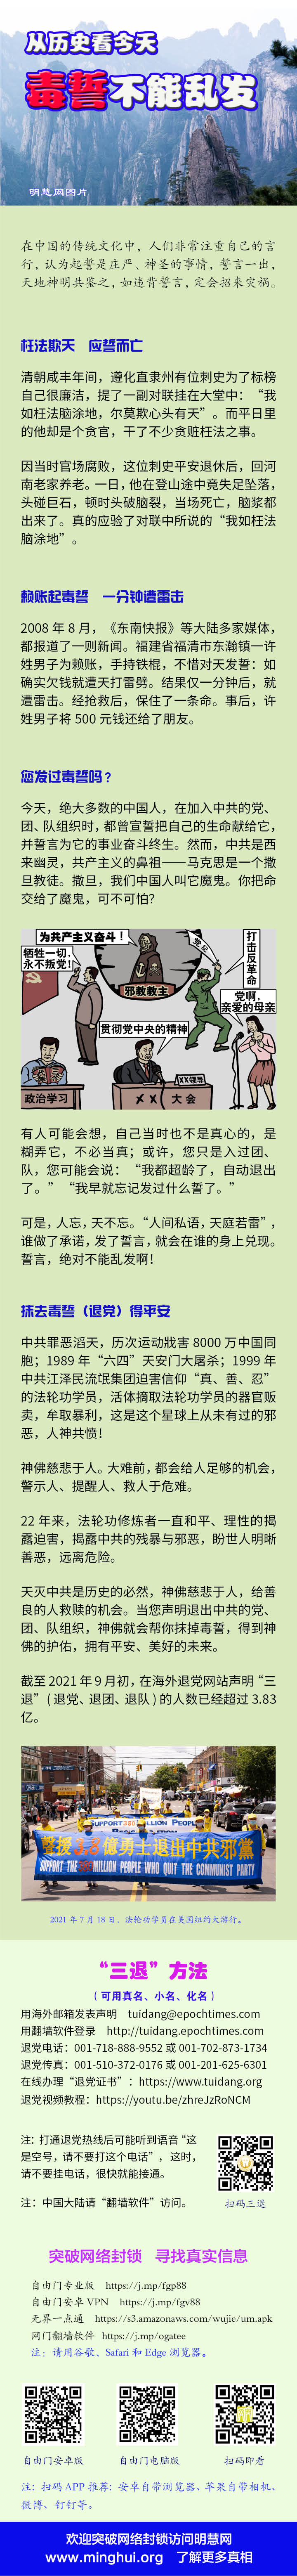 从历史看今天
毒誓不能乱发
明慧网图片
在中国的传统文化中，人们非常注重自己的言
行，认为起誓是庄严、神圣的事情，誓言一出，
天地神明共鉴之，如违背誓言，定会招来灾祸。
枉法欺天　应誓而亡
清朝咸丰年间，遵化直隶州有位刺史为了标榜
自己很廉洁，提了一副对联挂在大堂中：“我
如枉法脑涂地，尔莫欺心头有天”。而平日里
的他却是个贪官，干了不少贪赃枉法之事。
因当时官场腐败，这位刺史平安退休后，回河
南老家养老。一日，他在登山途中竟失足坠落，
头碰巨石，顿时头破脑裂，当场死亡，脑浆都
出来了。真的应验了对联中所说的“我如枉法
脑涂地”。
赖账起毒誓　一分钟遭雷击
2008 年 8 月，《东南快报》等大陆多家媒体，
都报道了一则新闻。福建省福清市东瀚镇一许
姓男子为赖账，手持铁棍，不惜对天发誓：如
确实欠钱就遭天打雷劈。结果仅一分钟后，就
遭雷击。经抢救后，保住了一条命。事后，许
姓男子将 500 元钱还给了朋友。
您发过毒誓吗？
今天，绝大多数的中国人，在加入中共的党、
团、队组织时，都曾宣誓把自己的生命献给它，
并誓言为它的事业奋斗终生。然而，中共是西
来幽灵，共产主义的鼻祖——马克思是一个撒
旦教徒。撒旦，我们中国人叫它魔鬼。你把命
交给了魔鬼，可不可怕？
为共产主义奋斗！
牺牲一切，
永不叛党！
邪教教主
打击反革命
党啊，
亲爱的母亲
贯彻党中央的精神
XX领导
政治学习
XX 大会
有人可能会想，自己当时也不是真心的，是
糊弄它，不必当真；或许，您只是入过团、
队，您可能会说：“我都超龄了，自动退出
了。”“我早就忘记发过什么誓了。”
可是，人忘，天不忘。“人间私语，天庭若雷”，
谁做了承诺，发了誓言，就会在谁的身上兑现。
誓言，绝对不能乱发啊！
抹去毒誓（退党）得平安
中共罪恶滔天，历次运动戕害 8000 万中国同
胞；1989 年“六四”天安门大屠杀；1999 年
中共江泽民流氓集团迫害信仰“真、善、忍”
的法轮功学员，活体摘取法轮功学员的器官贩
卖，牟取暴利，这是这个星球上从未有过的邪
恶，人神共愤！
神佛慈悲于人。大难前，都会给人足够的机会，
警示人、提醒人、救人于危难。
22 年来，法轮功修炼者一直和平、理性的揭
露迫害，揭露中共的残暴与邪恶，盼世人明晰
善恶，远离危险。
天灭中共是历史的必然，神佛慈悲于人，给善
良的人救赎的机会。当您声明退出中共的党、
团、队组织，神佛就会帮你抹掉毒誓，得到神
佛的护佑，拥有平安、美好的未来。
截至 2021 年 9 月初，在海外退党网站声明“三
退”（退党、退团、退队）的人数已经超过 3.83
亿。
SUPPORT 380 MILLION PEOPLE
聲援3.8億勇士退出中共邪黨
SUPPORT THE 380 MILLION PEOPLE WHO QUIT THE COMMUNIST PARTY
2021 年 7 月 18 日，法轮功学员在美国纽约大游行。
“三退”方法
（可用真名、小名、化名）
用海外邮箱发表声明　tuidang@epochtimes.com
用翻墙软件登录　http://tuidang.epochtimes.com
退党电话：001-718-888-9552 或 001-702-873-1734
退党传真：001-510-372-0176 或 001-201-625-6301
在线办理“退党证书”：https://www.tuidang.org
退党视频教程：https://youtu.be/zhreJzRoNCM
注：打通退党热线后可能听到语音“这
是空号，请不要打这个电话”，这时，
请不要挂电话，很快就能接通。
注：中国大陆请“翻墙软件”访问。
扫码三退
突破网络封锁　寻找真实信息
自由门专业版　https://j.mp/fgp88
自由门安卓 VPN　https://j.mp/fgv88
无界一点通　https://s3.amazonaws.com/wujie/um.apk
网门翻墙软件　https://j.mp/ogatee
注：请用谷歌、Safari 和 Edge 浏览器。
自由门安卓版
自由门电脑版
扫码即看
注：扫码 APP 推荐：安卓自带浏览器、苹果自带相机、
微博、钉钉等。
欢迎突破网络封锁访问明慧网
www.minghui.org　了解更多真相